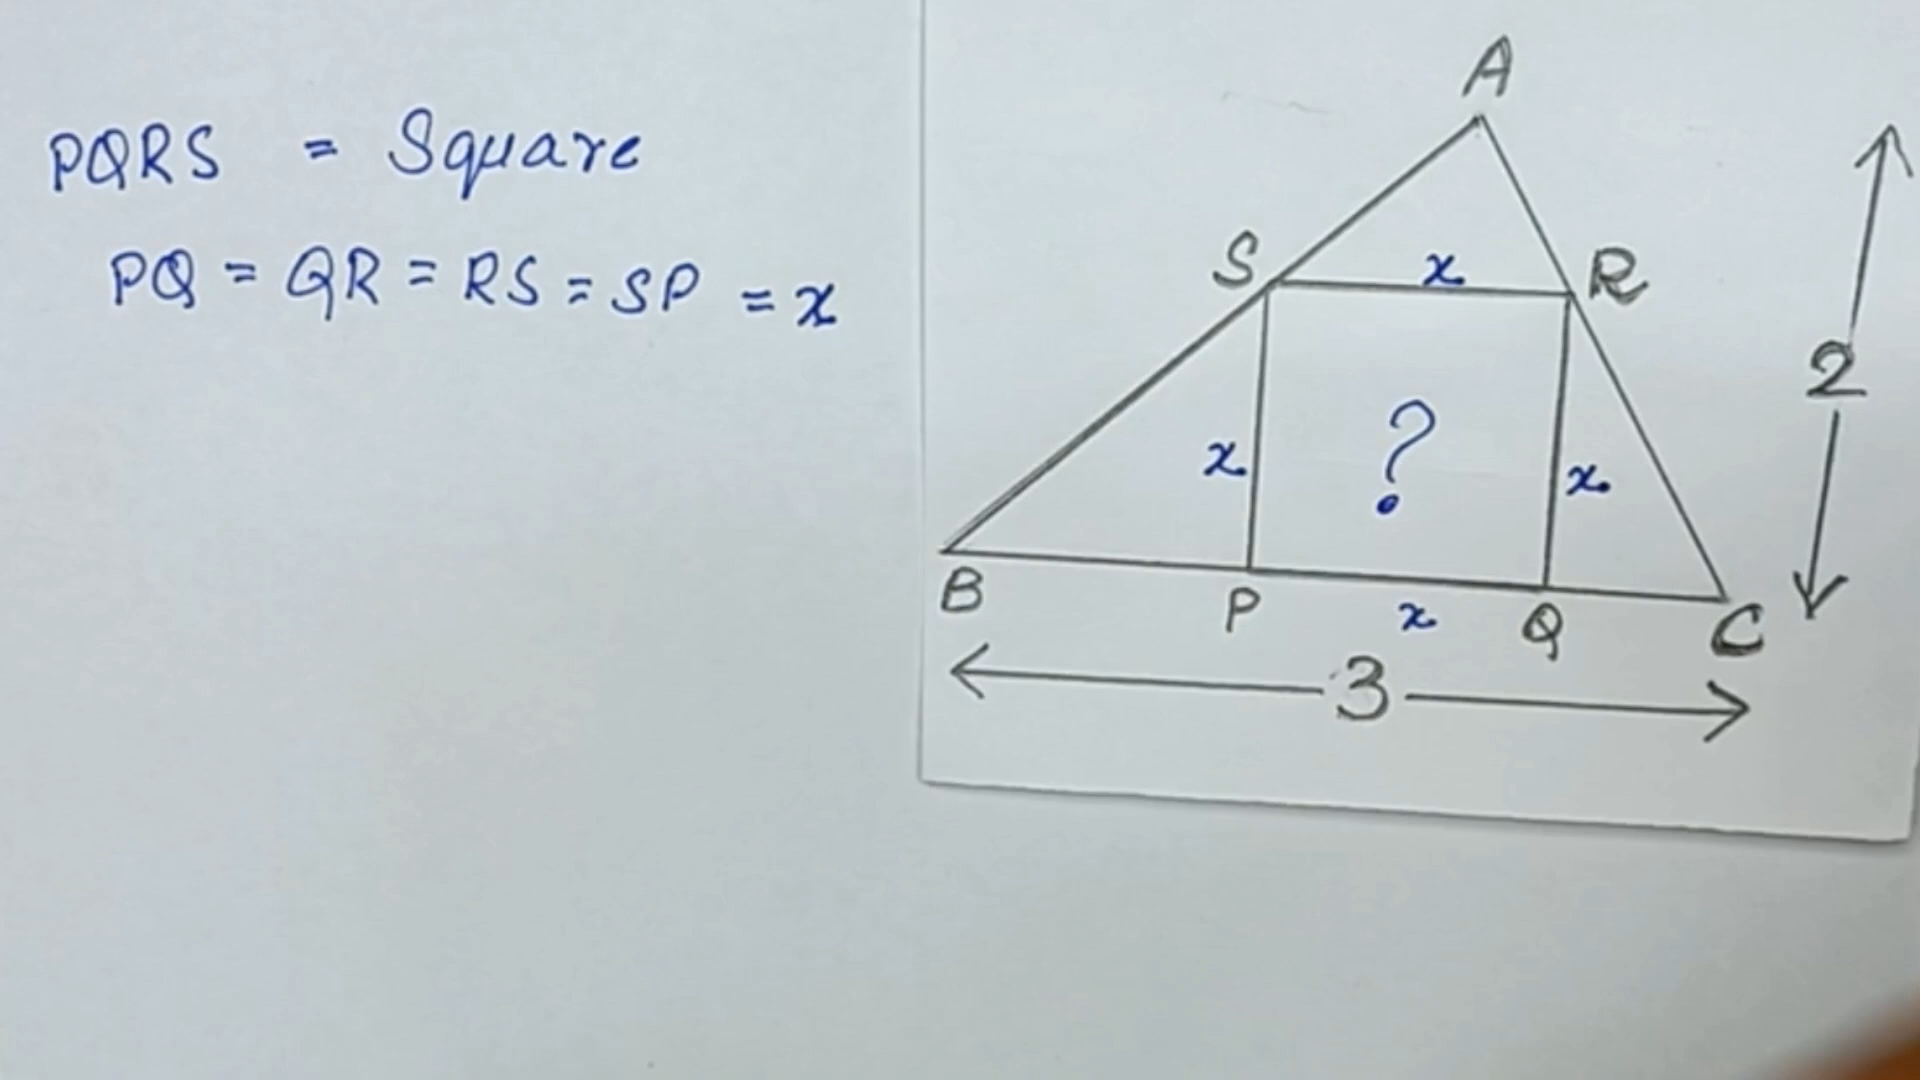 PQRS = Square
PQ = QR = RS = SP = x
A
S x R
2
x ? x
B P x Q C
3